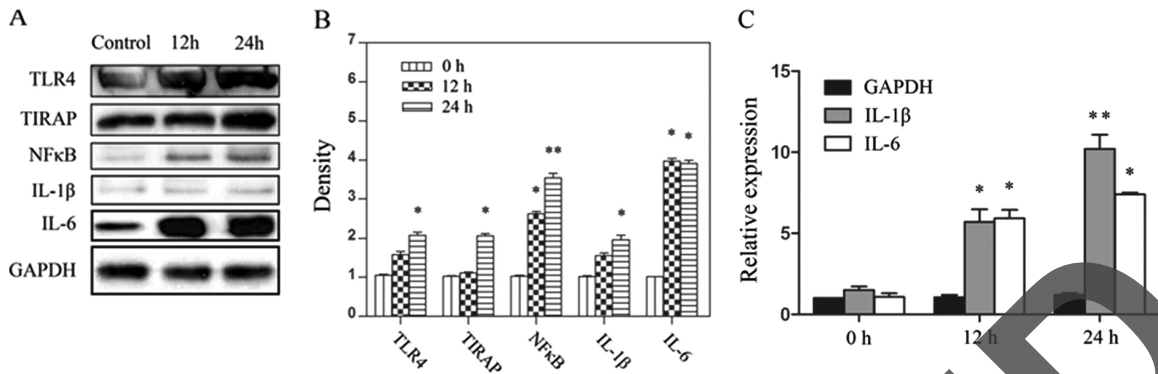 A
Control 12h 24h
TLR4
TIRAP
NFκB
IL-1β
IL-6
GAPDH
B
7
6
5
4
3
2
1
0
Density
0 h
12 h
24 h
*
*
* **
*
* *
TLR4 TIRAP NFκB IL-1β IL-6
C
15
10
5
0
Relative expression
GAPDH
IL-1β
IL-6
* *
** *
0 h 12 h 24 h